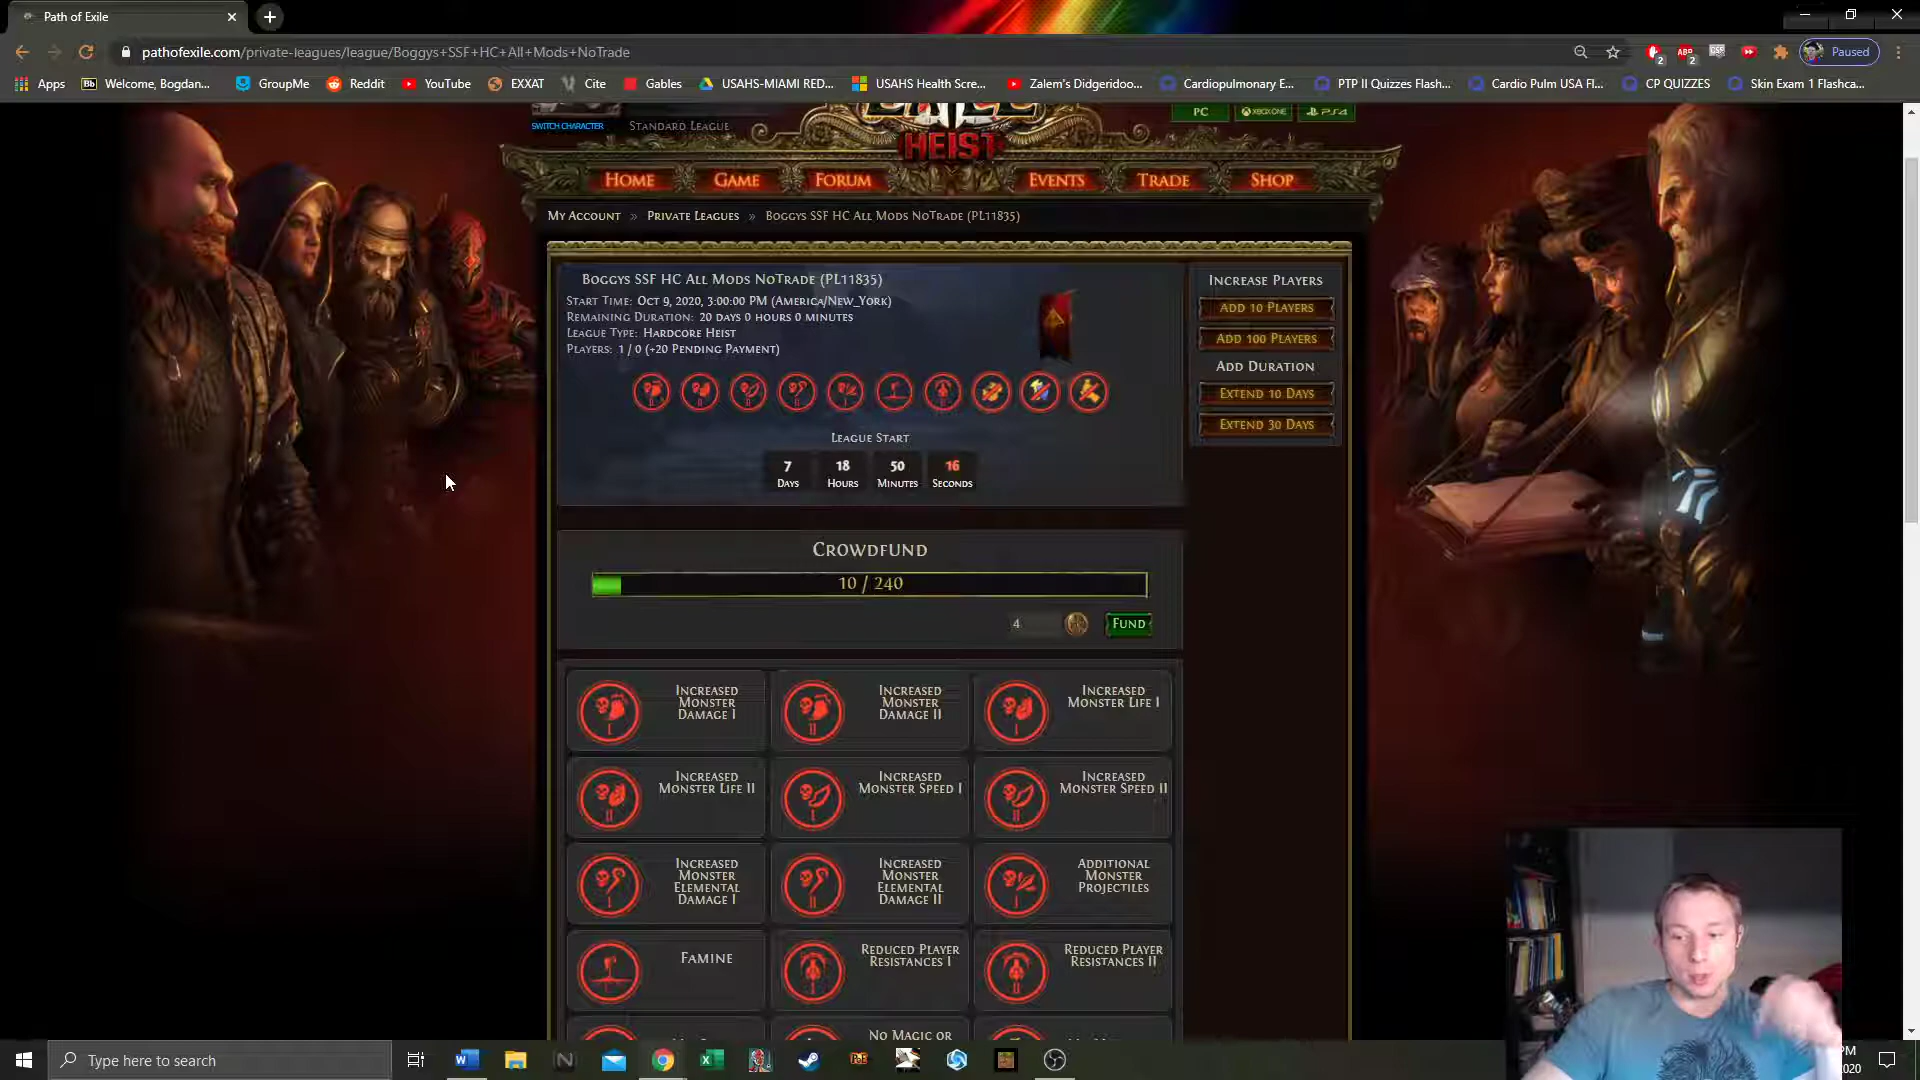 Path of Exile
pathofexile.com/private-leagues/league/Boggys+SSF+HC+All+Mods+NoTrade
Paused
Apps
Welcome, Bogdan...
GroupMe
Reddit
YouTube
EXXAT
Cite
Gables
USAHS-MIAMI RED...
USAHS Health Scre...
Zalem's Didgeridoo...
Cardiopulmonary E...
PTP II Quizzes Flash...
Cardio Pulm USA Fl...
CP QUIZZES
Skin Exam 1 Flashca...
SWITCH CHARACTER
STANDARD LEAGUE
HEIST
PC
XBOX ONE
PS4
HOME
GAME
FORUM
EVENTS
TRADE
SHOP
MY ACCOUNT » PRIVATE LEAGUES » BOGGYS SSF HC ALL MODS NOTRADE (PL11835)
BOGGYS SSF HC ALL MODS NOTRADE (PL11835)
START TIME: OCT 9, 2020, 3:00:00 PM (AMERICA/NEW_YORK)
REMAINING DURATION: 20 DAYS 0 HOURS 0 MINUTES
LEAGUE TYPE: HARDCORE HEIST
PLAYERS: 1 / 0 (+20 PENDING PAYMENT)
LEAGUE START
7 18 50 16
DAYS HOURS MINUTES SECONDS
INCREASE PLAYERS
ADD 10 PLAYERS
ADD 100 PLAYERS
ADD DURATION
EXTEND 10 DAYS
EXTEND 30 DAYS
CROWDFUND
10 / 240
4
FUND
INCREASED
MONSTER
DAMAGE I
INCREASED
MONSTER
DAMAGE II
INCREASED
MONSTER LIFE I
INCREASED
MONSTER LIFE II
INCREASED
MONSTER SPEED I
INCREASED
MONSTER SPEED II
INCREASED
MONSTER
ELEMENTAL
DAMAGE I
INCREASED
MONSTER
ELEMENTAL
DAMAGE II
ADDITIONAL
MONSTER
PROJECTILES
FAMINE
REDUCED PLAYER
RESISTANCES I
REDUCED PLAYER
RESISTANCES II
NO MAGIC OR
Type here to search
PM
2020